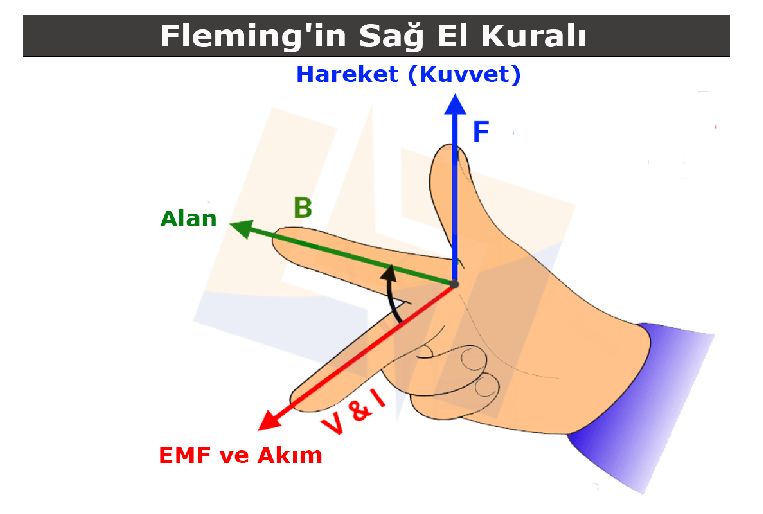 Fleming'in Sağ El Kuralı
Hareket (Kuvvet)
F
B
Alan
V & I
EMF ve Akım